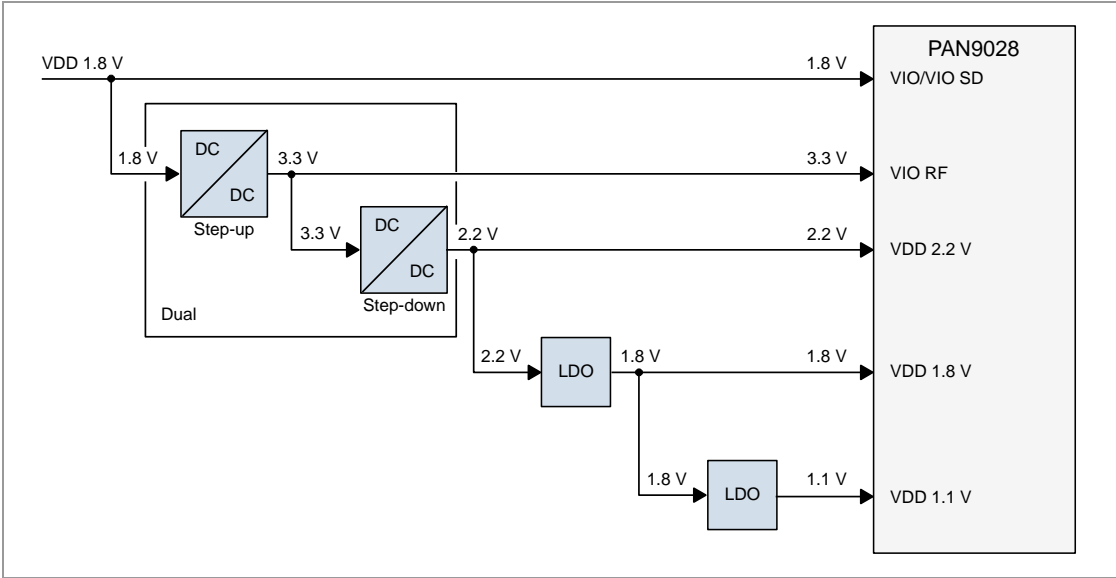 PAN9028
VDD 1.8 V
1.8 V
VIO/VIO SD
1.8 V
DC
DC
Step-up
3.3 V
3.3 V
VIO RF
3.3 V
DC
DC
Step-down
2.2 V
2.2 V
VDD 2.2 V
Dual
2.2 V
LDO
1.8 V
1.8 V
VDD 1.8 V
1.8 V
LDO
1.1 V
VDD 1.1 V